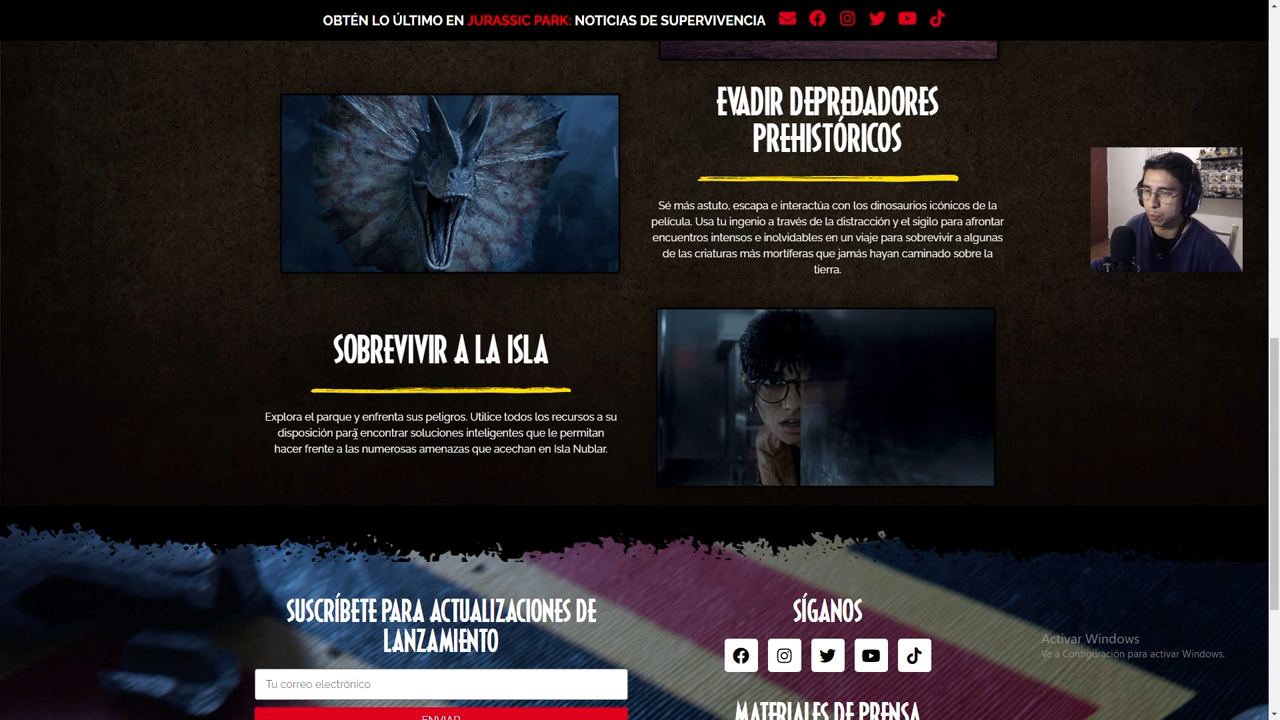 OBTÉN LO ÚLTIMO EN JURASSIC PARK: NOTICIAS DE SUPERVIVENCIA
EVADIR DEPREDADORES
PREHISTÓRICOS
Sé más astuto, escapa e interactúa con los dinosaurios icónicos de la
película. Usa tu ingenio a través de la distracción y el sigilo para afrontar
encuentros intensos e inolvidables en un viaje para sobrevivir a algunas
de las criaturas más mortíferas que jamás hayan caminado sobre la
tierra.
SOBREVIVIR A LA ISLA
Explora el parque y enfrenta sus peligros. Utilice todos los recursos a su
disposición para encontrar soluciones inteligentes que le permitan
hacer frente a las numerosas amenazas que acechan en Isla Nublar.
SUSCRÍBETE PARA ACTUALIZACIONES DE
LANZAMIENTO
Tu correo electrónico
ENVIAR
SÍGANOS
MATERIALES DE PRENSA
Activar Windows
Ve a Configuración para activar Windows.